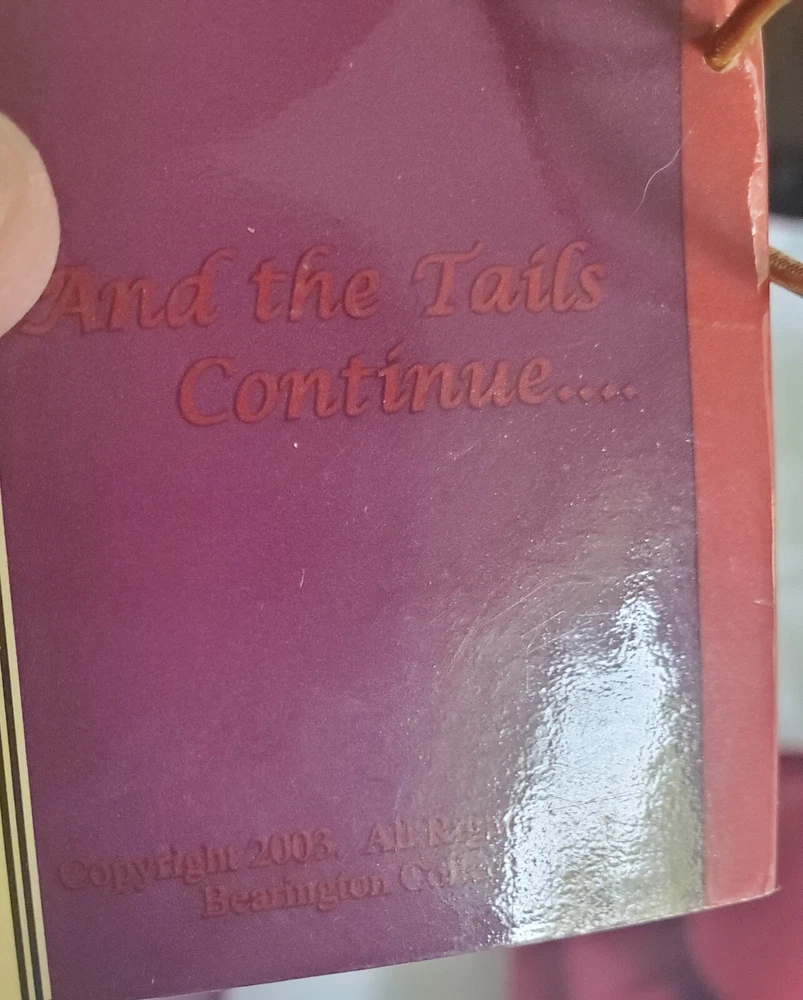 And the Tails
Continue....
Copyright 2003. All
Bearington